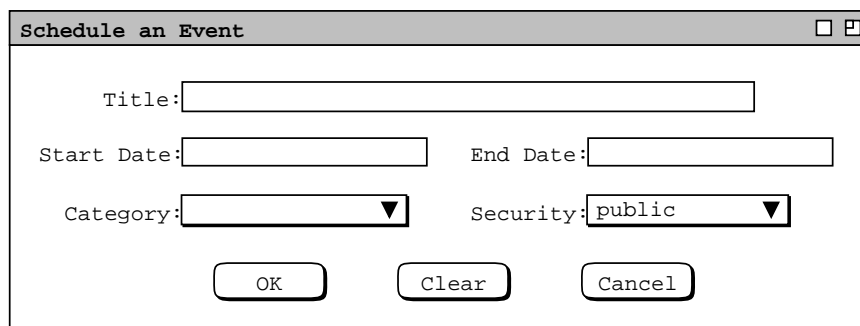 Schedule an Event
Title:
Start Date: End Date:
Category: Security: public
OK Clear Cancel